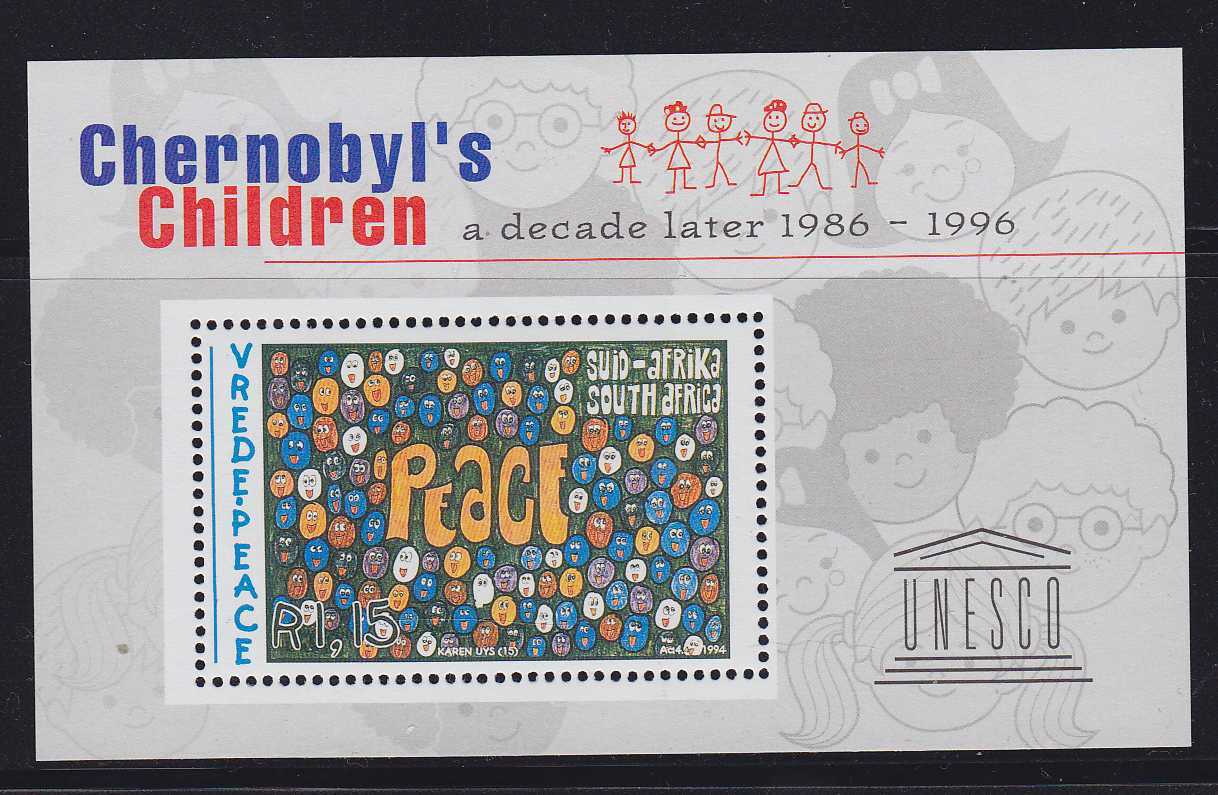 Chernobyl's
Children a decade later 1986 - 1996
VREDE·PEACE
SUID-AFRIKA
SOUTH AFRICA
PEACE
R1,15
KAREN UYS (15)
1994
UNESCO